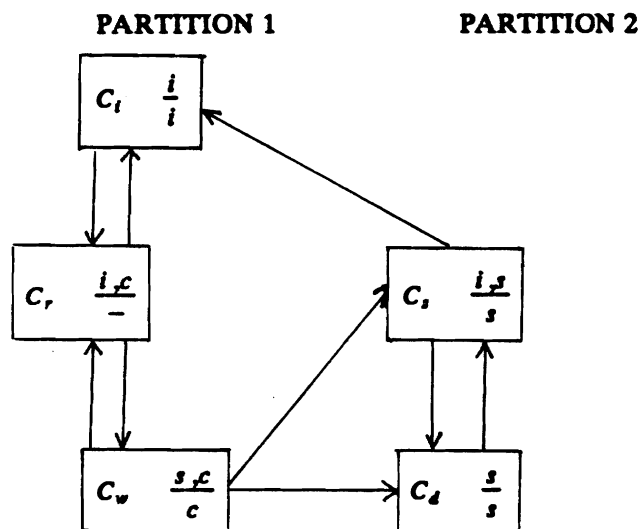 PARTITION 1 PARTITION 2
C_i i/i
C_r i,c/— C_s i,s/s
C_w s,c/c C_d s/s